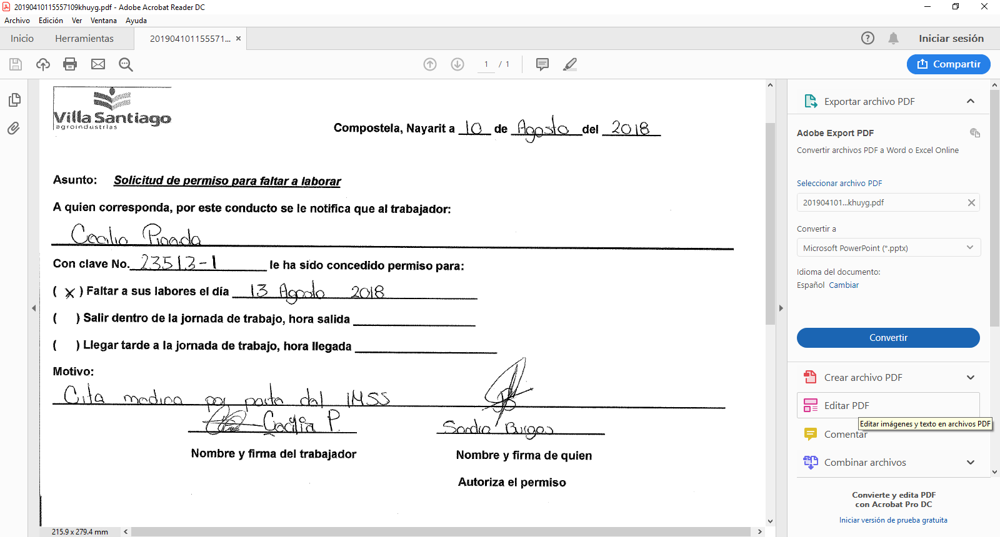 20190410115557109khuyg.pdf - Adobe Acrobat Reader DC
Archivo Edición Ver Ventana Ayuda
Inicio Herramientas 201904101155571... × Iniciar sesión
1 / 1 Compartir
Villa Santiago
agroindustrias
Compostela, Nayarit a 10 de Agosto del 2018
Asunto: Solicitud de permiso para faltar a laborar
A quien corresponda, por este conducto se le notifica que al trabajador:
Cecilia Pineda
Con clave No. 23513-1 le ha sido concedido permiso para:
( X ) Faltar a sus labores el día 13 Agosto 2018
( ) Salir dentro de la jornada de trabajo, hora salida
( ) Llegar tarde a la jornada de trabajo, hora llegada
Motivo:
Cita medica por parte del IMSS
Cecilia P. Sandra Burgos
Nombre y firma del trabajador Nombre y firma de quien
Autoriza el permiso
215.9 x 279.4 mm
Exportar archivo PDF
Adobe Export PDF
Convertir archivos PDF a Word o Excel Online
Seleccionar archivo PDF
201904101...khuyg.pdf
Convertir a
Microsoft PowerPoint (*.pptx)
Idioma del documento:
Español Cambiar
Convertir
Crear archivo PDF
Editar PDF
Editar imágenes y texto en archivos PDF
Comentar
Combinar archivos
Convierte y edita PDF
con Acrobat Pro DC
Iniciar versión de prueba gratuita